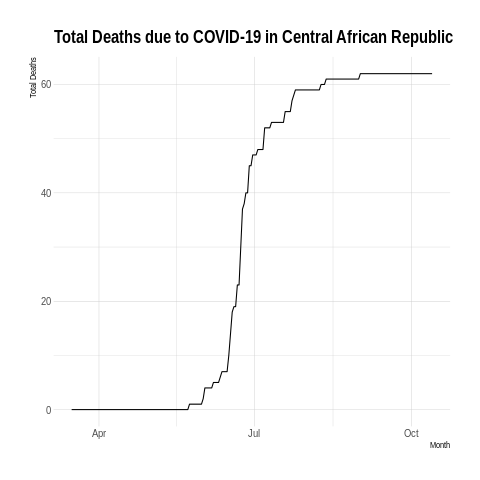 Total Deaths due to COVID-19 in Central African Republic
Total Deaths
60
40
20
0
Apr
Jul
Oct
Month